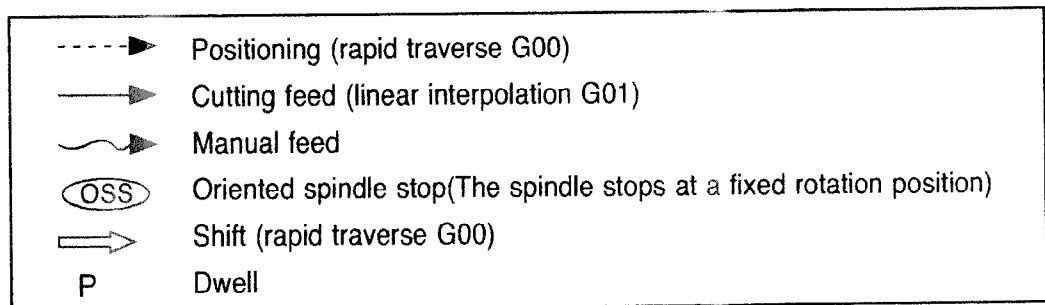 Positioning (rapid traverse G00)
Cutting feed (linear interpolation G01)
Manual feed
OSS Oriented spindle stop(The spindle stops at a fixed rotation position)
Shift (rapid traverse G00)
P Dwell